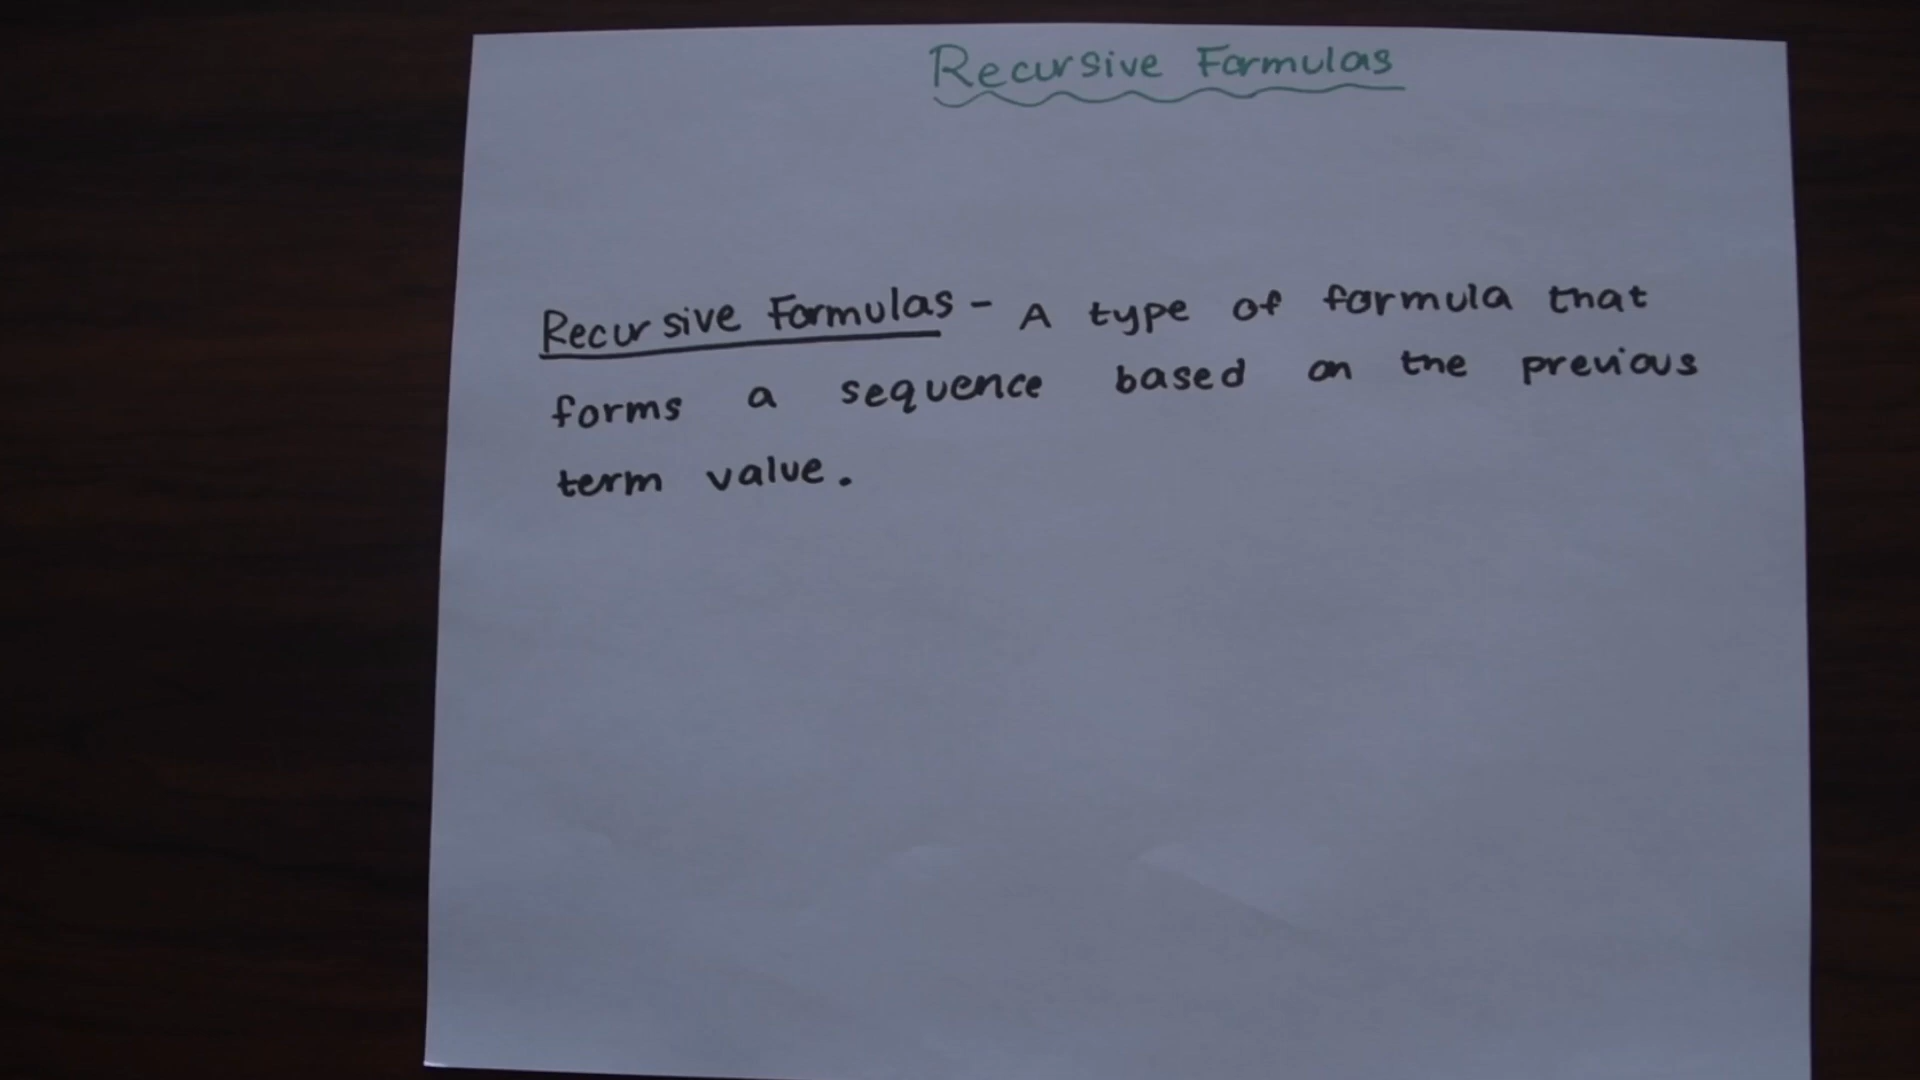 Recursive Formulas
Recursive Formulas - A type of formula that
forms a sequence based on the previous
term value.